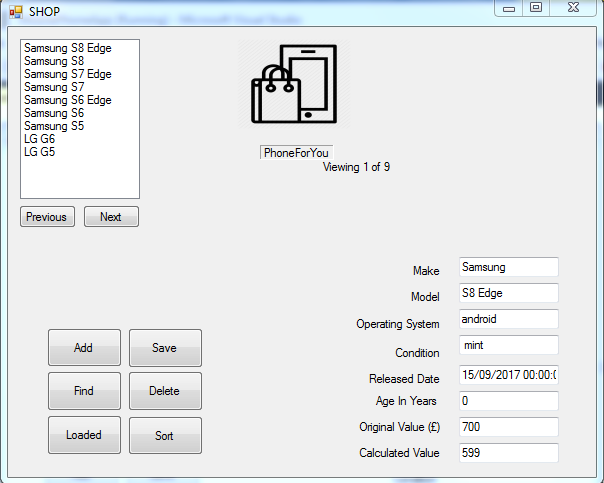 SHOP
Samsung S8 Edge
Samsung S8
Samsung S7 Edge
Samsung S7
Samsung S6 Edge
Samsung S6
Samsung S5
LG G6
LG G5
PhoneForYou
Viewing 1 of 9
Previous
Next
Make
Samsung
Model
S8 Edge
Operating System
android
Condition
mint
Released Date
15/09/2017 00:00:0
Age In Years
0
Original Value (£)
700
Calculated Value
599
Add
Save
Find
Delete
Loaded
Sort